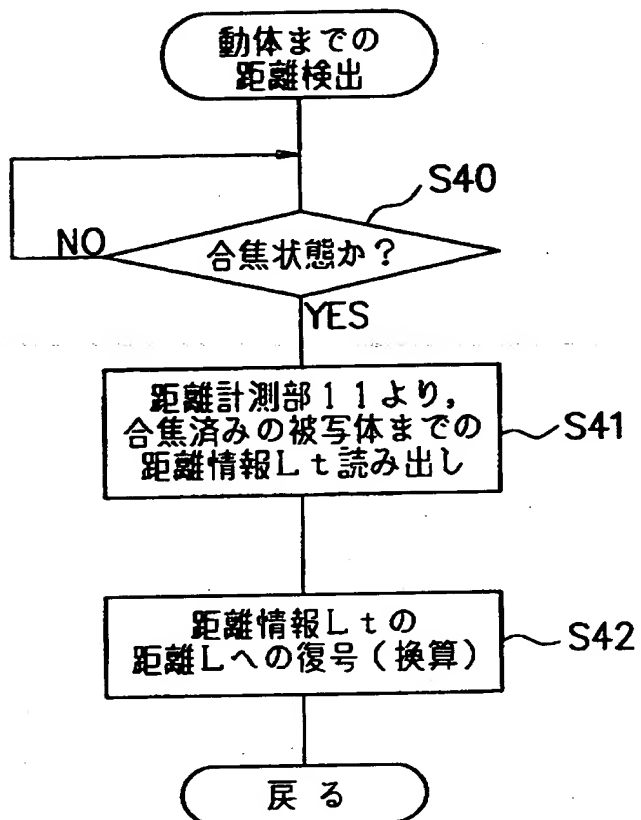 動体までの
距離検出
S40
NO
合焦状態か?
YES
距離計測部11より,
合焦済みの被写体までの
距離情報Lt読み出し
S41
距離情報Ltの
距離Lへの復号(換算)
S42
戻る